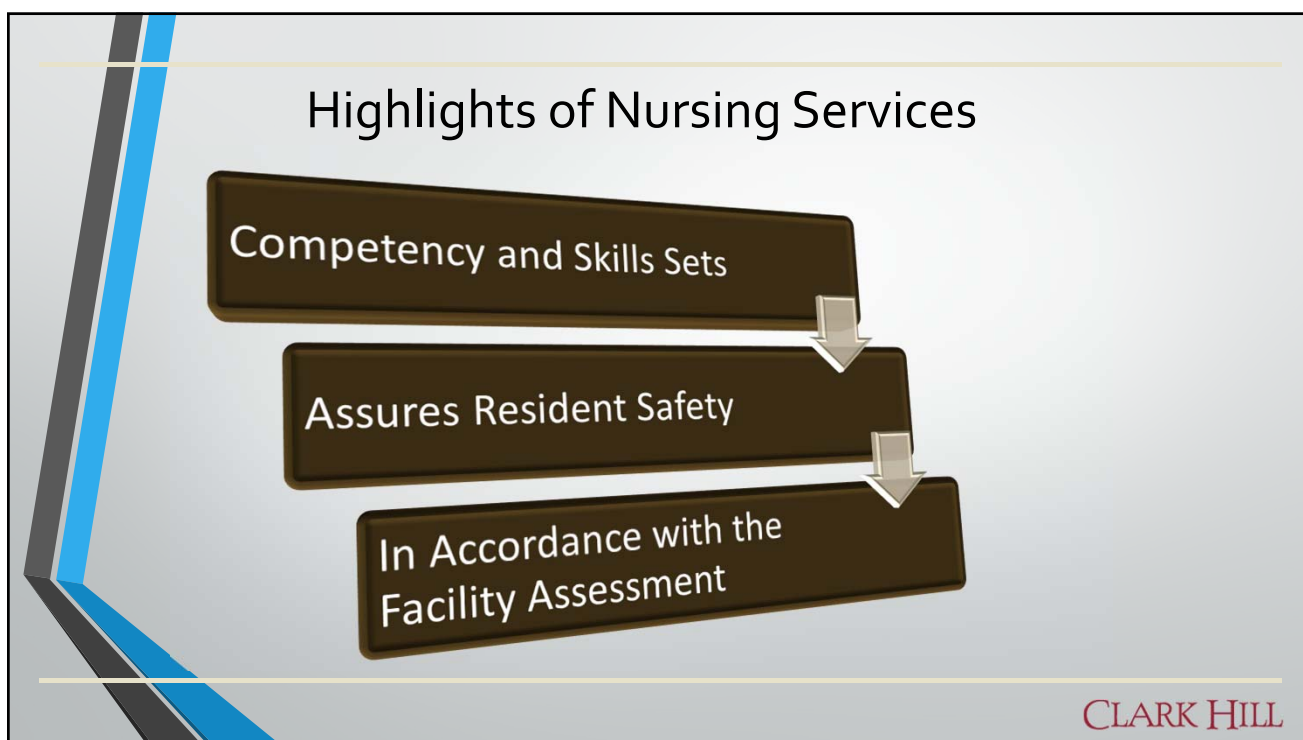 Highlights of Nursing Services
Competency and Skills Sets
Assures Resident Safety
In Accordance with the
Facility Assessment
CLARK HILL